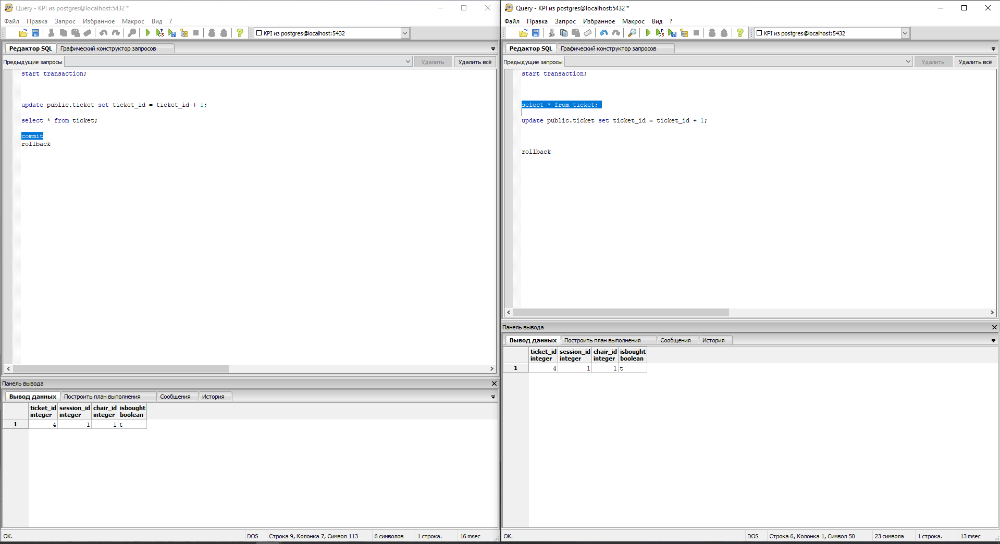 Query - KPI из postgres@localhost:5432 *
Файл Правка Запрос Избранное Макрос Вид ?
KPI из postgres@localhost:5432
Редактор SQL Графический конструктор запросов
Предыдущие запросы Удалить Удалить всё
start transaction;
update public.ticket set ticket_id = ticket_id + 1;
select * from ticket;
commit
rollback
Панель вывода
Вывод данных Построить план выполнения Сообщения История
ticket_id session_id chair_id isbought
integer integer integer boolean
1 4 1 1 t
OK. DOS Строка 9, Колонка 7, Символ 113 6 символов 1 строка. 16 msec
Query - KPI из postgres@localhost:5432 *
Файл Правка Запрос Избранное Макрос Вид ?
KPI из postgres@localhost:5432
Редактор SQL Графический конструктор запросов
Предыдущие запросы Удалить Удалить всё
start transaction;
select * from ticket;
update public.ticket set ticket_id = ticket_id + 1;
rollback
Панель вывода
Вывод данных Построить план выполнения Сообщения История
ticket_id session_id chair_id isbought
integer integer integer boolean
1 4 1 1 t
OK. DOS Строка 6, Колонка 1, Символ 50 23 символа 1 строка. 13 msec